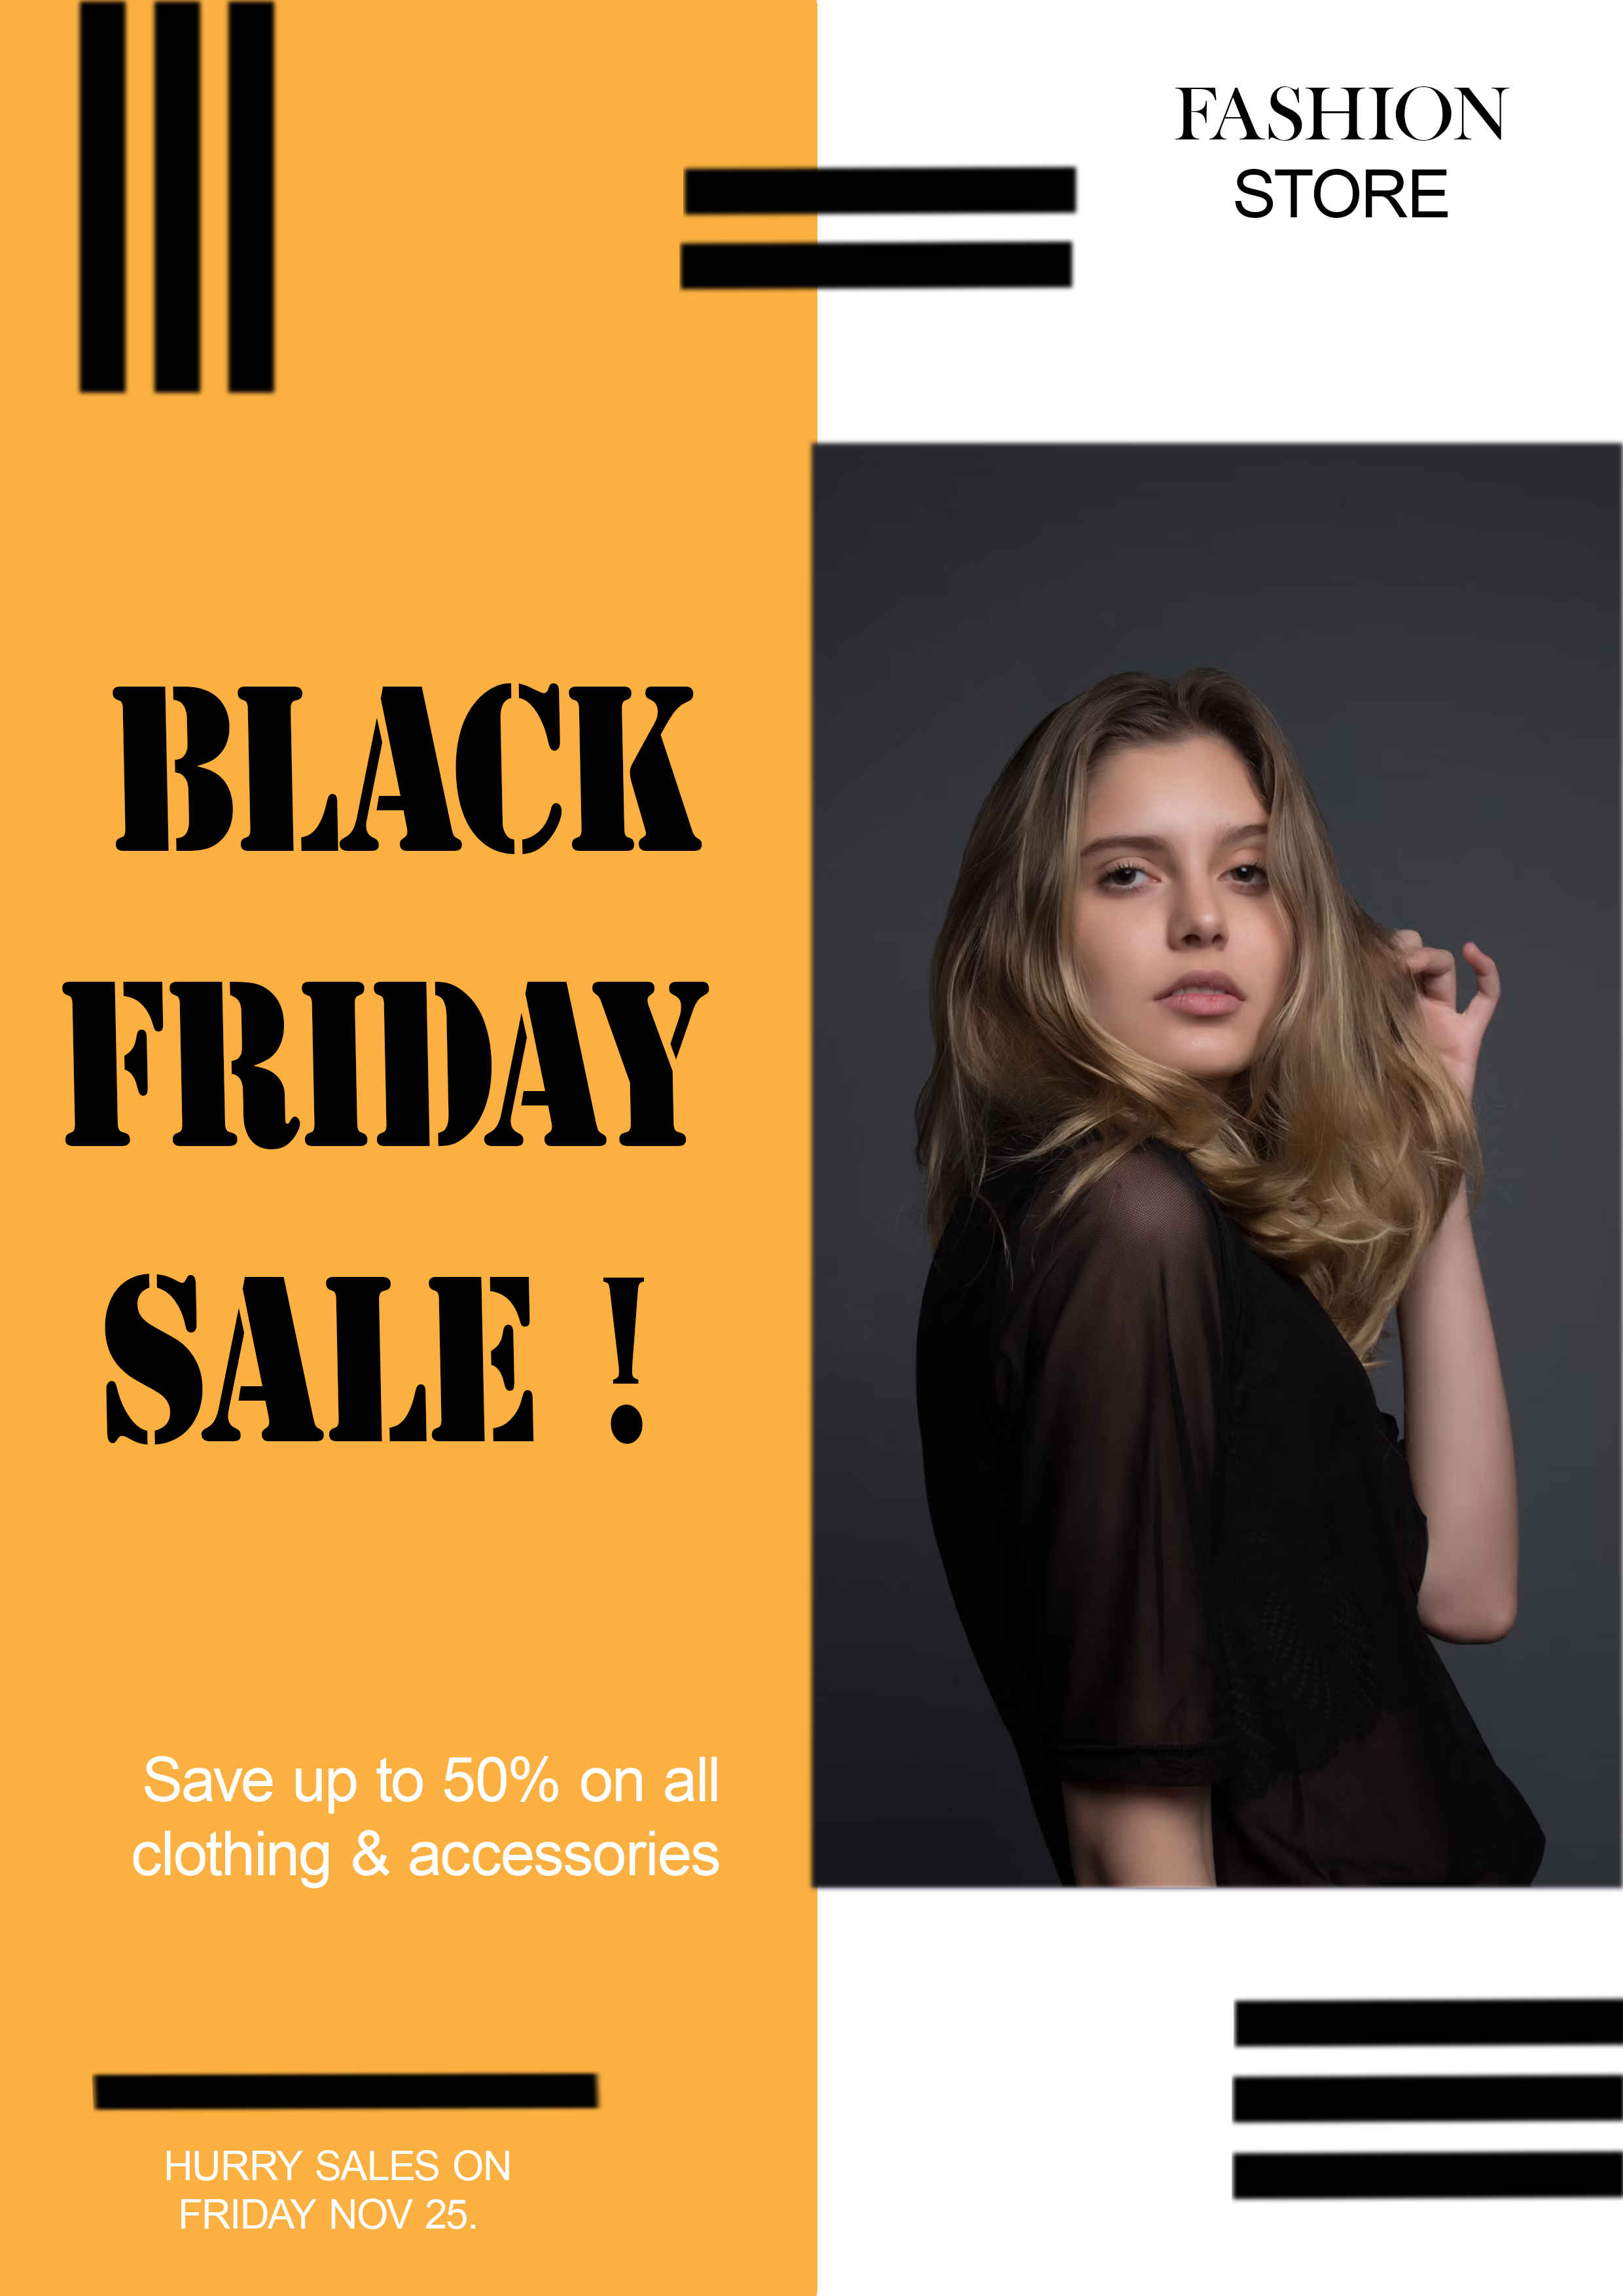 FASHION
STORE
BLACK
FRIDAY
SALE !
Save up to 50% on all
clothing & accessories
HURRY SALES ON
FRIDAY NOV 25.